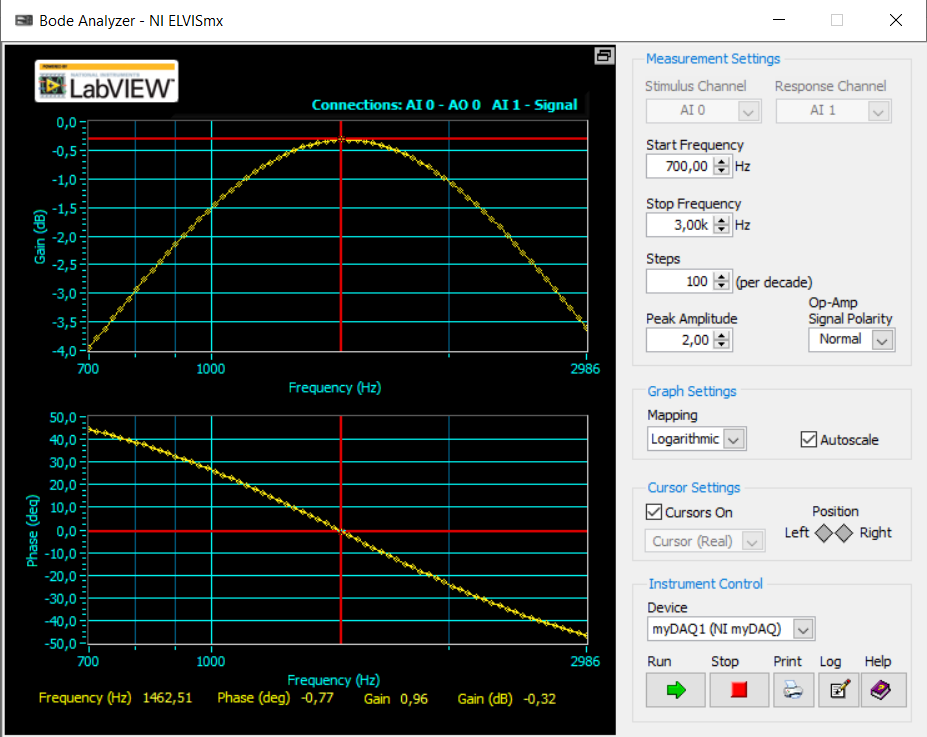 Bode Analyzer - NI ELVISmx
POWERED BY
NATIONAL INSTRUMENTS
LabVIEW™
Connections: AI 0 - AO 0 AI 1 - Signal
Gain (dB)
0,0
-0,5
-1,0
-1,5
-2,0
-2,5
-3,0
-3,5
-4,0
700 1000 2986
Frequency (Hz)
Phase (deg)
50,0
40,0
30,0
20,0
10,0
0,0
-10,0
-20,0
-30,0
-40,0
-50,0
700 1000 2986
Frequency (Hz)
Frequency (Hz) 1462,51 Phase (deg) -0,77 Gain 0,96 Gain (dB) -0,32
Measurement Settings
Stimulus Channel Response Channel
AI 0 AI 1
Start Frequency
700,00 Hz
Stop Frequency
3,00k Hz
Steps
100 (per decade)
Peak Amplitude
2,00
Op-Amp
Signal Polarity
Normal
Graph Settings
Mapping
Logarithmic Autoscale
Cursor Settings
Cursors On Position
Cursor (Real) Left Right
Instrument Control
Device
myDAQ1 (NI myDAQ)
Run Stop Print Log Help